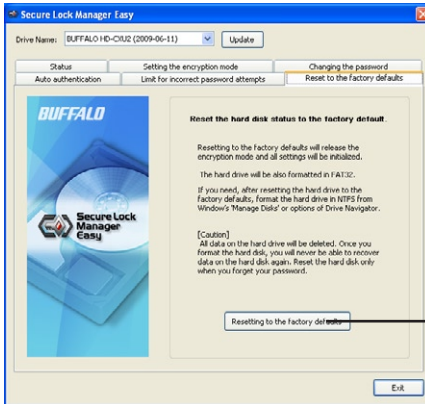 Secure Lock Manager Easy
Drive Name: BUFFALO HD-CXU2 (2009-06-11) Update
Status Setting the encryption mode Changing the password
Auto authentication Limit for incorrect password attempts Reset to the factory defaults
BUFFALO
Secure Lock
Manager
Easy
Reset the hard disk status to the factory default.
Resetting to the factory defaults will release the
encryption mode and all settings will be initialized.
The hard drive will be also formatted in FAT32.
If you need, after resetting the hard drive to the
factory defaults, format the hard drive in NTFS from
Window's 'Manage Disks' or options of Drive Navigator.
[Caution]
All data on the hard drive will be deleted. Once you
format the hard disk, you will never be able to recover
data on the hard disk again. Reset the hard disk only
when you forget your password.
Resetting to the factory defaults
Exit